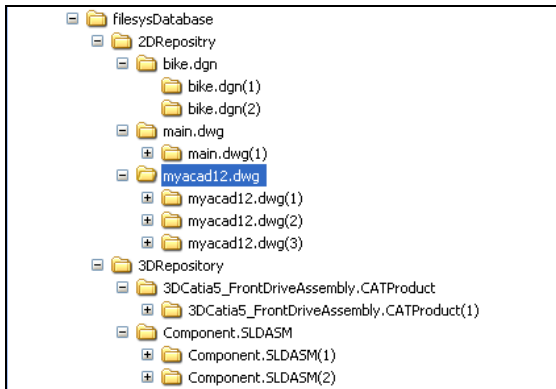 filesysDatabase
2DRepositry
bike.dgn
bike.dgn(1)
bike.dgn(2)
main.dwg
main.dwg(1)
myacad12.dwg
myacad12.dwg(1)
myacad12.dwg(2)
myacad12.dwg(3)
3DRepository
3DCatia5_FrontDriveAssembly.CATProduct
3DCatia5_FrontDriveAssembly.CATProduct(1)
Component.SLDASM
Component.SLDASM(1)
Component.SLDASM(2)